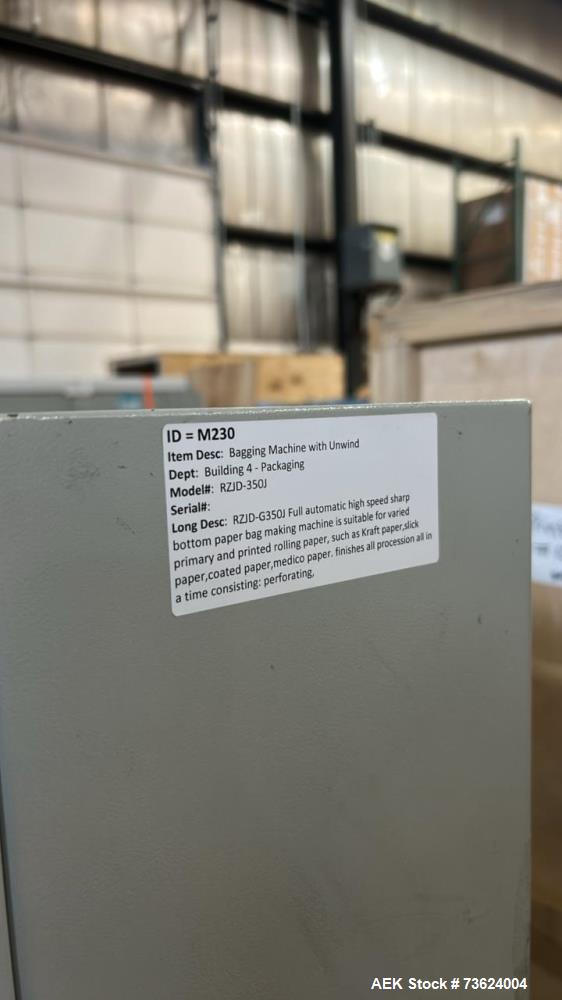 ID = M230
Item Desc: Bagging Machine with Unwind
Dept: Building 4 - Packaging
Model#: RZJD-350J
Serial#:
Long Desc: RZJD-G350J Full automatic high speed sharp
bottom paper bag making machine is suitable for varied
primary and printed rolling paper, such as Kraft paper,slick
paper,coated paper,medico paper. finishes all procession all in
a time consisting: perforating,
AEK Stock # 73624004